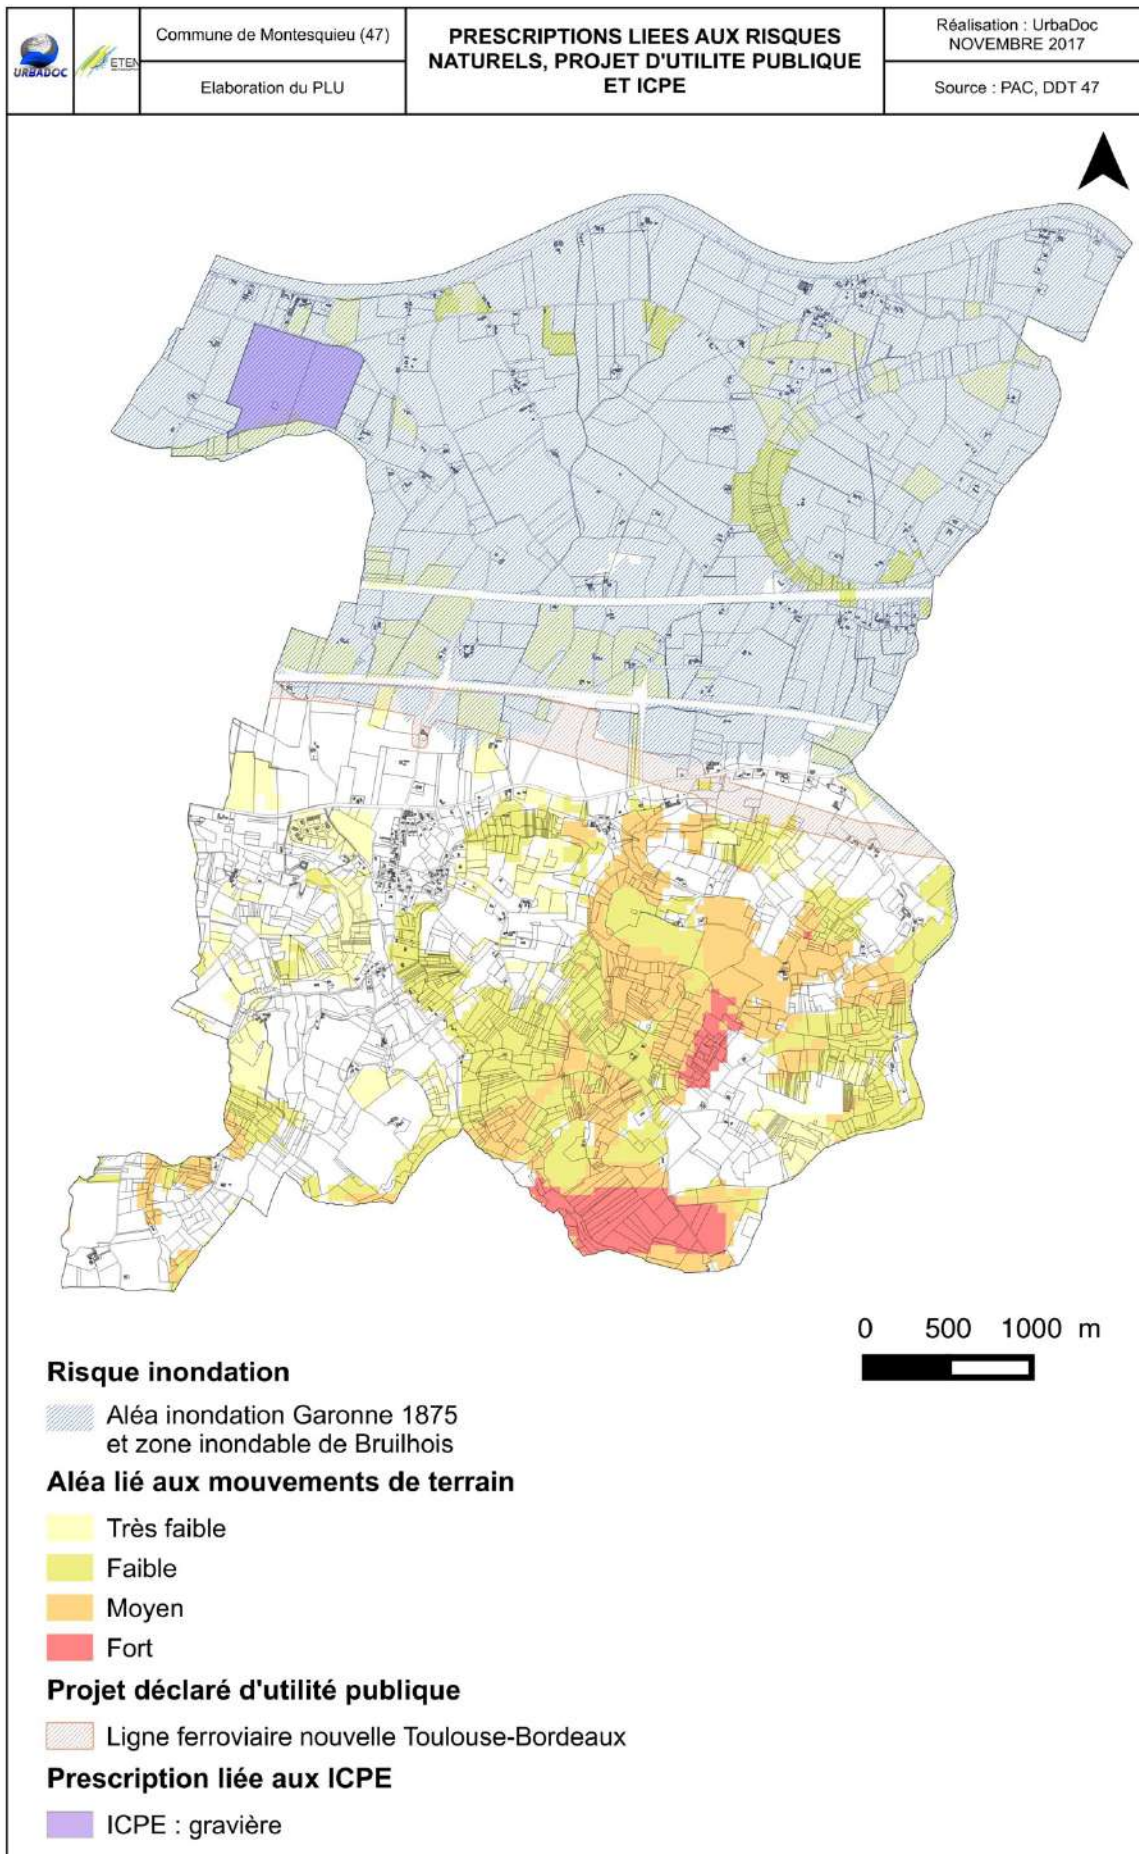 URBADOC
ETEN
Commune de Montesquieu (47)
Elaboration du PLU
PRESCRIPTIONS LIEES AUX RISQUES
NATURELS, PROJET D'UTILITE PUBLIQUE
ET ICPE
Réalisation : UrbaDoc
NOVEMBRE 2017
Source : PAC, DDT 47
0 500 1000 m
Risque inondation
Aléa inondation Garonne 1875
et zone inondable de Bruilhois
Aléa lié aux mouvements de terrain
Très faible
Faible
Moyen
Fort
Projet déclaré d'utilité publique
Ligne ferroviaire nouvelle Toulouse-Bordeaux
Prescription liée aux ICPE
ICPE : gravière